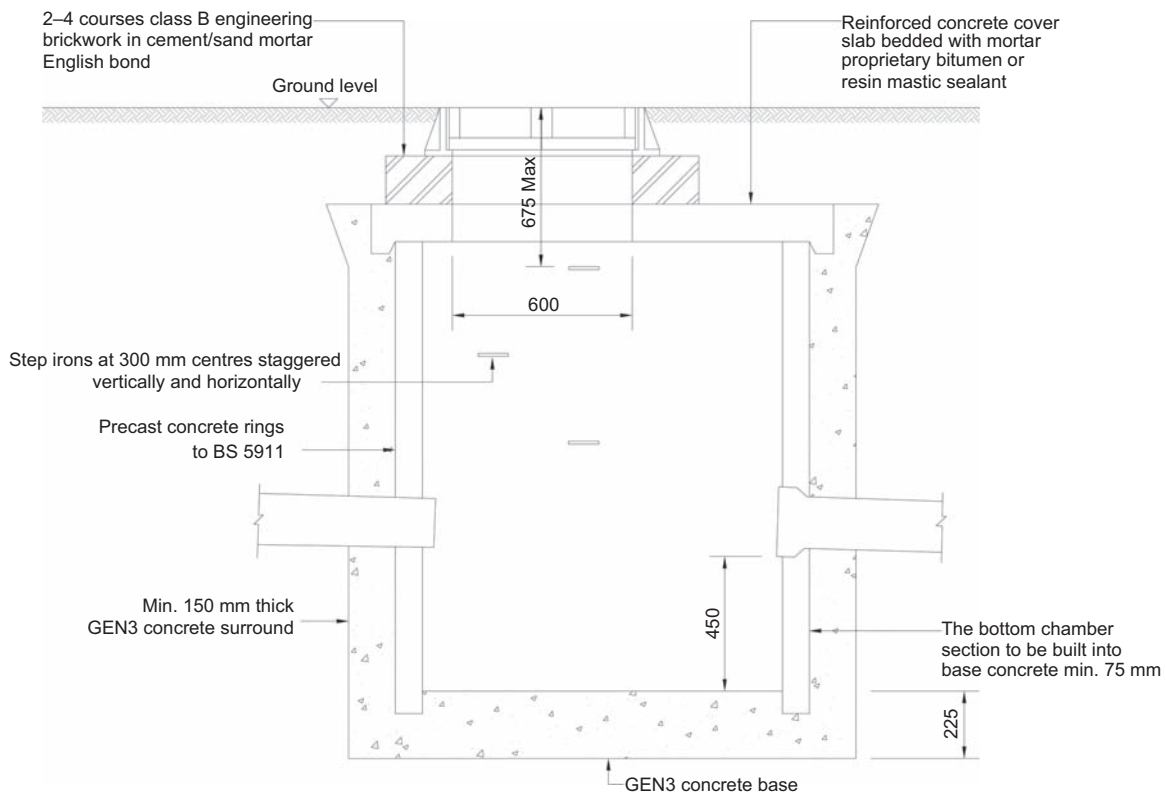 2–4 courses class B engineering
brickwork in cement/sand mortar
English bond
Ground level
Reinforced concrete cover
slab bedded with mortar
proprietary bitumen or
resin mastic sealant
675 Max
600
Step irons at 300 mm centres staggered
vertically and horizontally
Precast concrete rings
to BS 5911
Min. 150 mm thick
GEN3 concrete surround
450
The bottom chamber
section to be built into
base concrete min. 75 mm
225
GEN3 concrete base